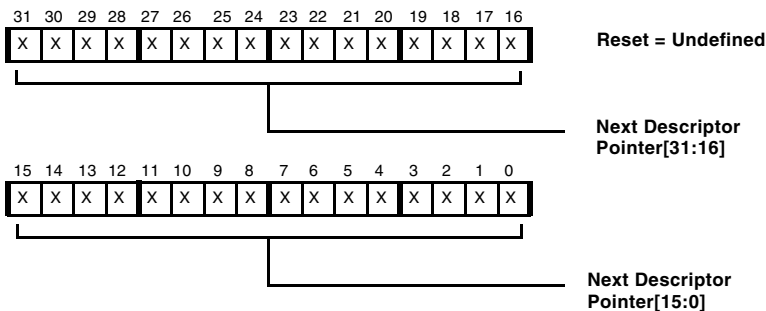 31 30 29 28 27 26 25 24 23 22 21 20 19 18 17 16
X X X X X X X X X X X X X X X X
Reset = Undefined
Next Descriptor
Pointer[31:16]
15 14 13 12 11 10 9 8 7 6 5 4 3 2 1 0
X X X X X X X X X X X X X X X X
Next Descriptor
Pointer[15:0]